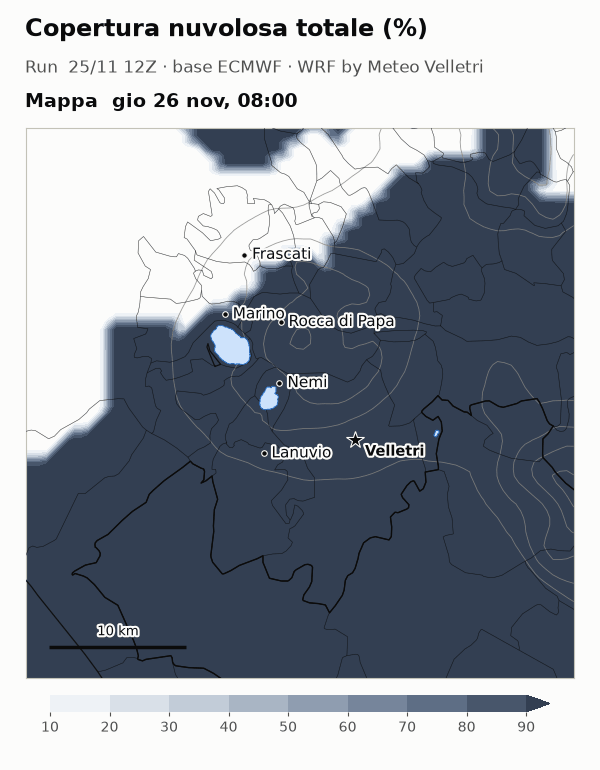 Copertura nuvolosa totale (%)
Run  25/11 12Z · base ECMWF · WRF by Meteo Velletri
Mappa  gio 26 nov, 08:00
Frascati
Marino
Rocca di Papa
Nemi
Velletri
Lanuvio
10 km
10 20 30 40 50 60 70 80 90